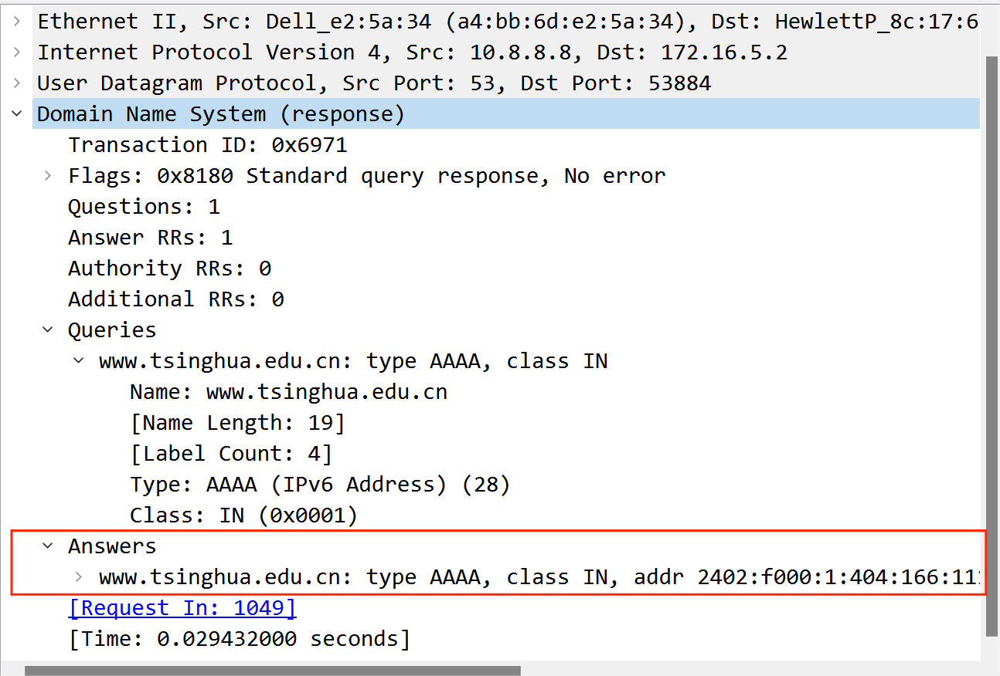 Ethernet II, Src: Dell_e2:5a:34 (a4:bb:6d:e2:5a:34), Dst: HewlettP_8c:17:6
Internet Protocol Version 4, Src: 10.8.8.8, Dst: 172.16.5.2
User Datagram Protocol, Src Port: 53, Dst Port: 53884
Domain Name System (response)
Transaction ID: 0x6971
Flags: 0x8180 Standard query response, No error
Questions: 1
Answer RRs: 1
Authority RRs: 0
Additional RRs: 0
Queries
www.tsinghua.edu.cn: type AAAA, class IN
Name: www.tsinghua.edu.cn
[Name Length: 19]
[Label Count: 4]
Type: AAAA (IPv6 Address) (28)
Class: IN (0x0001)
Answers
www.tsinghua.edu.cn: type AAAA, class IN, addr 2402:f000:1:404:166:11
[Request In: 1049]
[Time: 0.029432000 seconds]